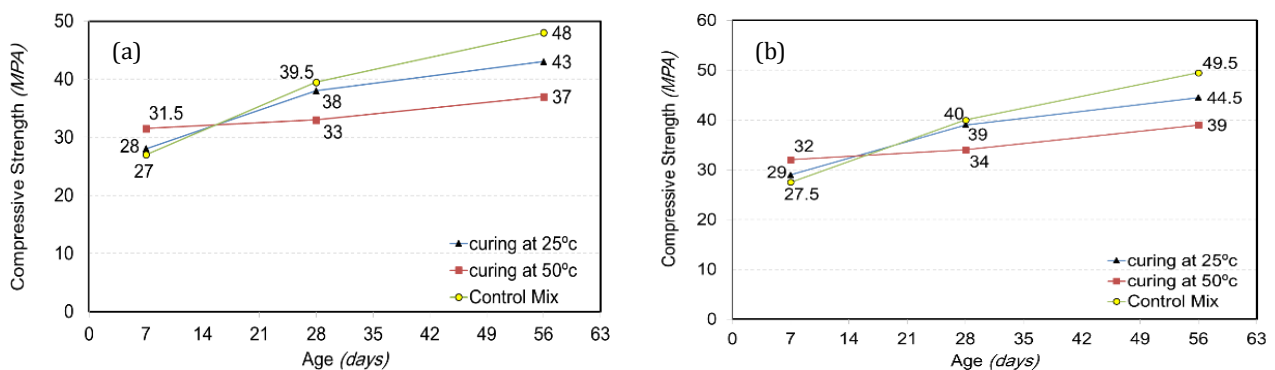 (a)
Compressive Strength (MPA)
50
40
30
20
10
0
31.5
28
27
39.5
38
33
48
43
37
curing at 25ºc
curing at 50ºc
Control Mix
0 7 14 21 28 35 42 49 56 63
Age (days)
(b)
Compressive Strength (MPA)
60
50
40
30
20
10
0
32
29
27.5
40
39
34
49.5
44.5
39
curing at 25ºc
curing at 50ºc
Control Mix
0 7 14 21 28 35 42 49 56 63
Age (days)